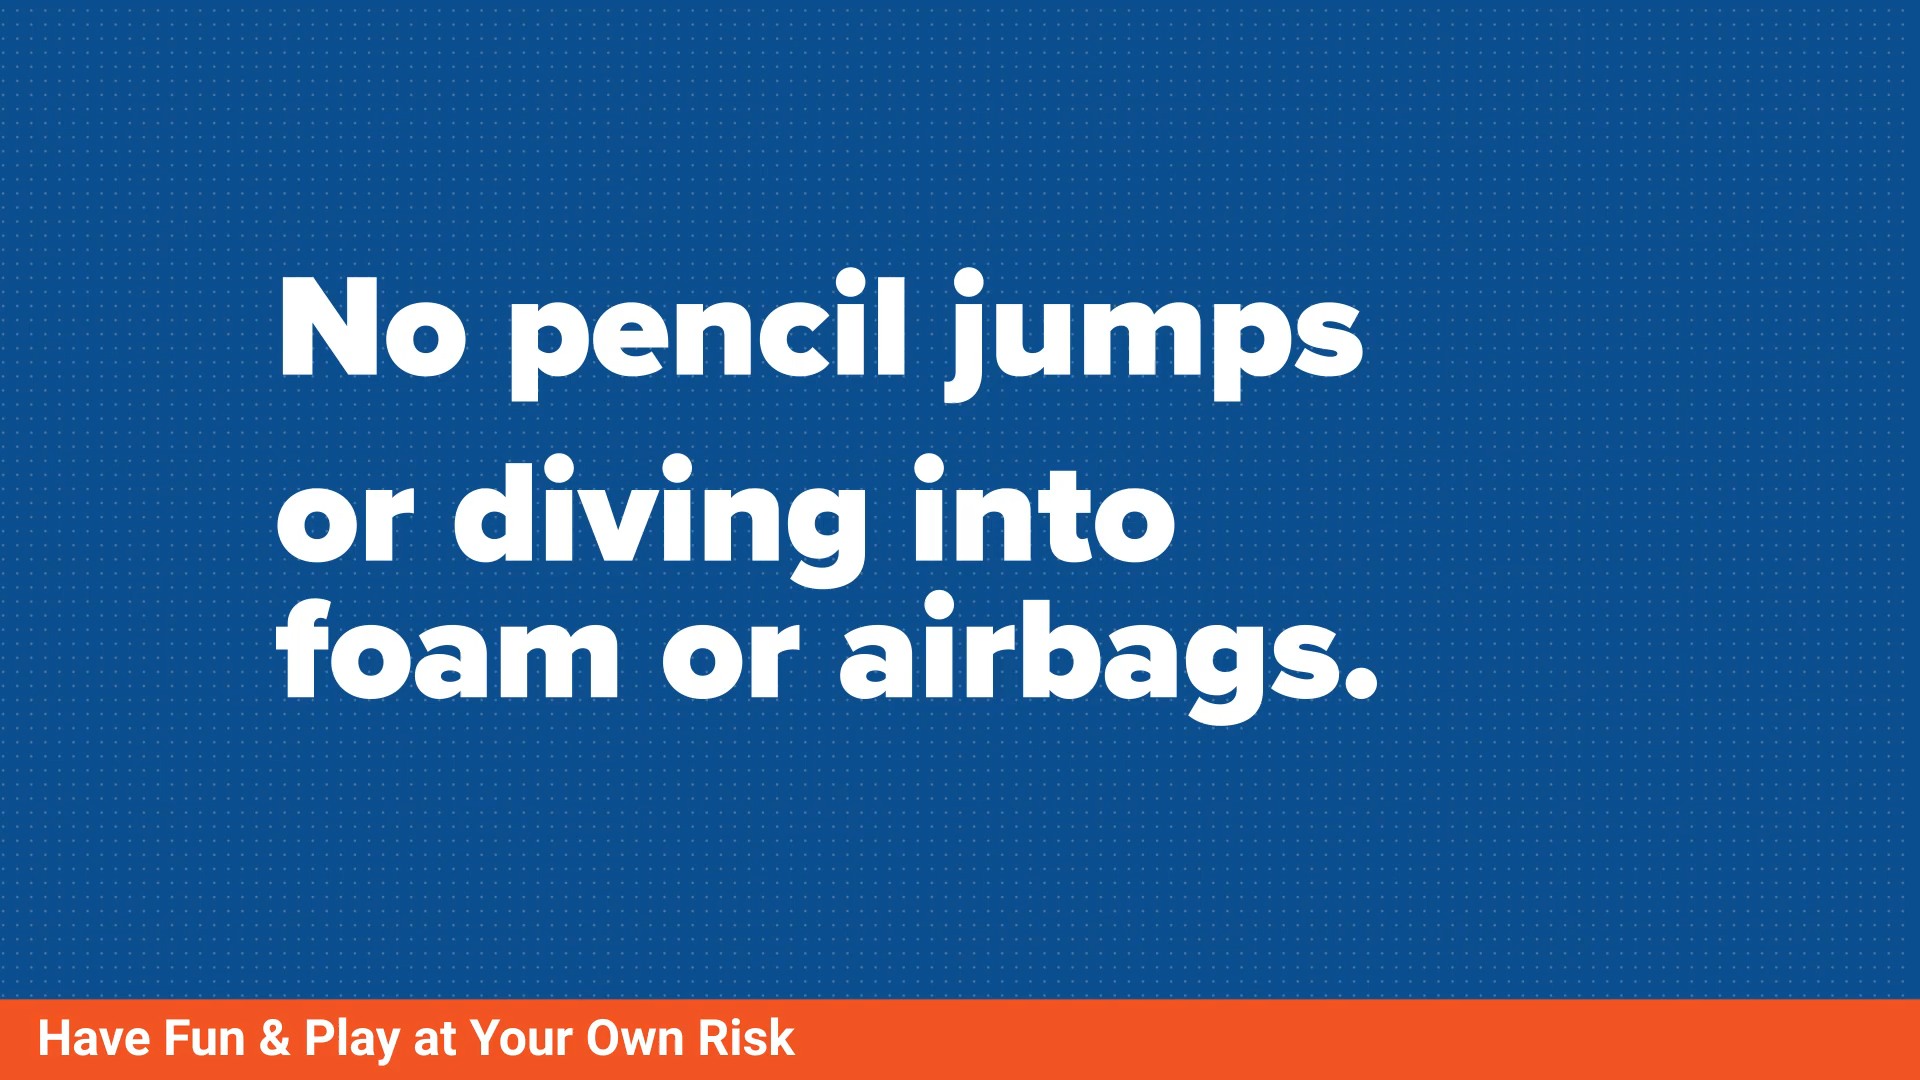 No pencil jumps
or diving into
foam or airbags.
Have Fun & Play at Your Own Risk